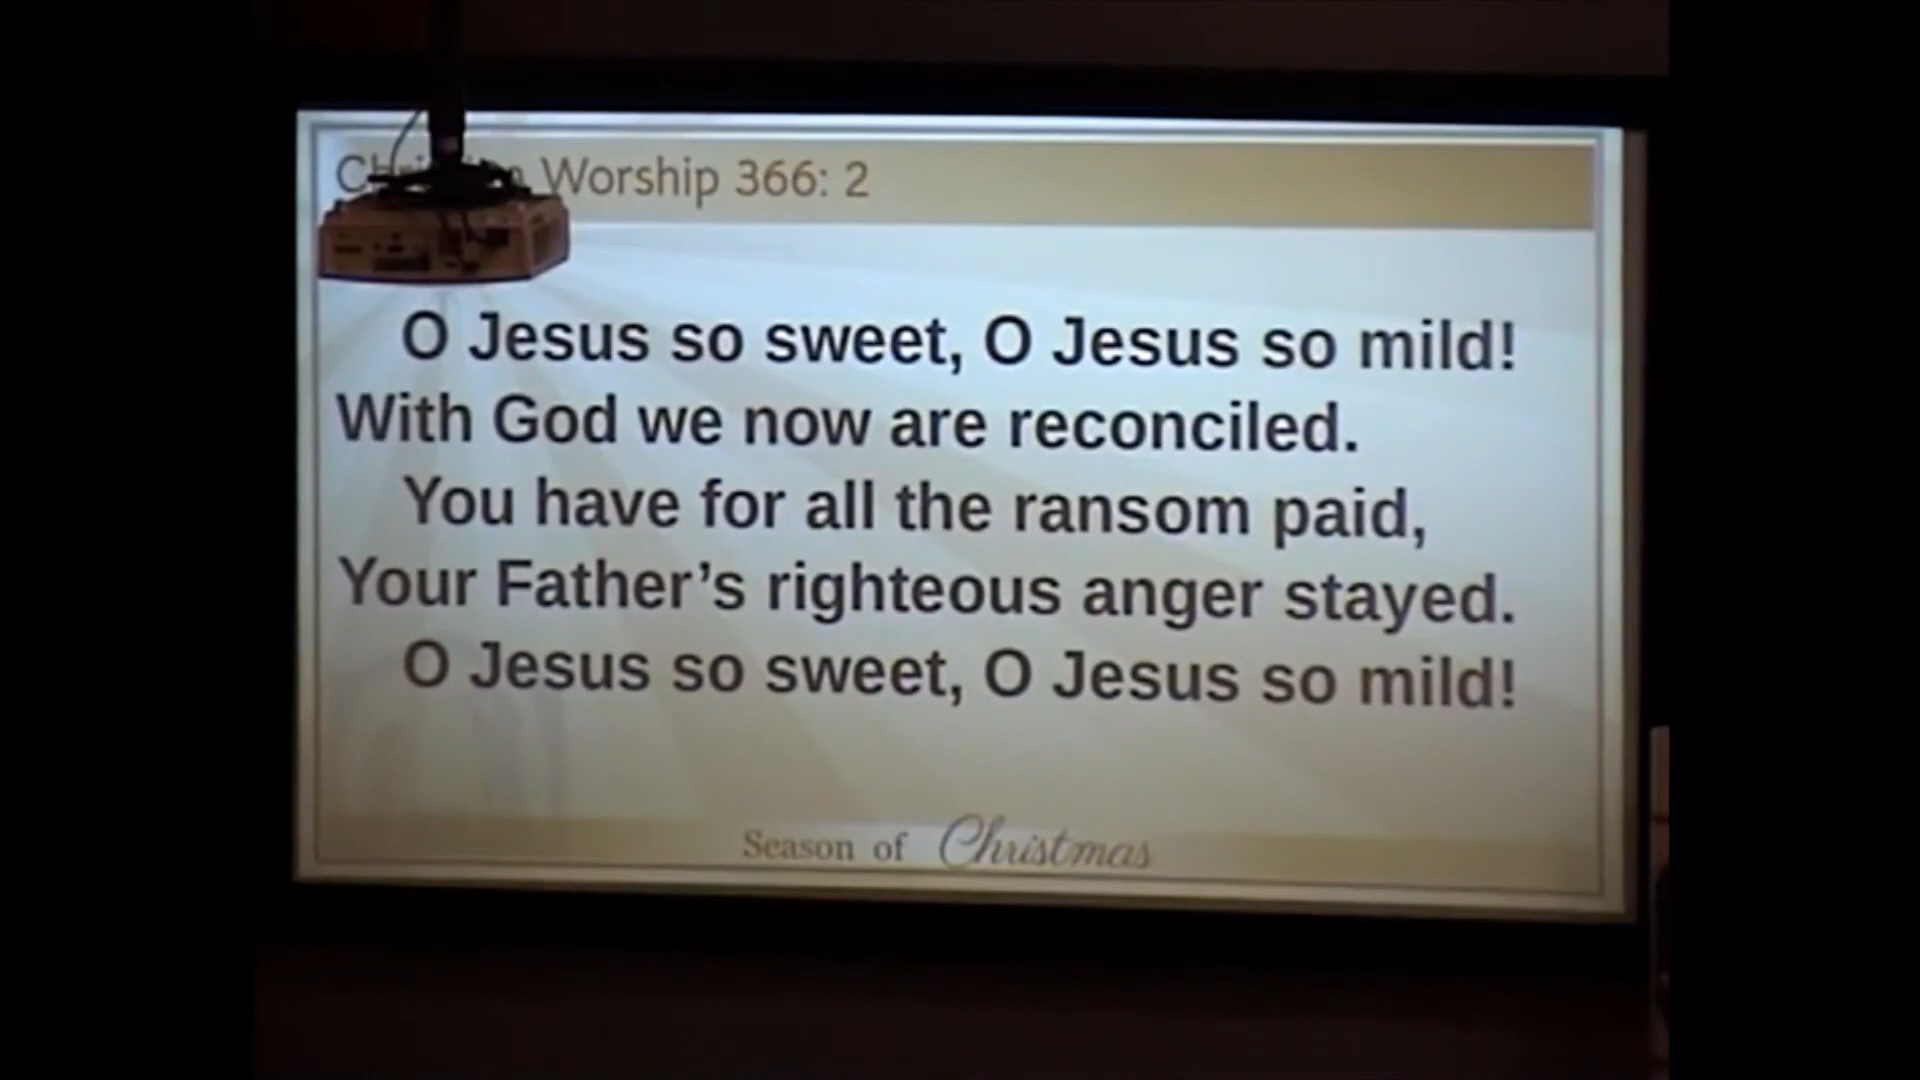 Christian Worship 366: 2
O Jesus so sweet, O Jesus so mild!
With God we now are reconciled.
You have for all the ransom paid,
Your Father’s righteous anger stayed.
O Jesus so sweet, O Jesus so mild!
Season of Christmas